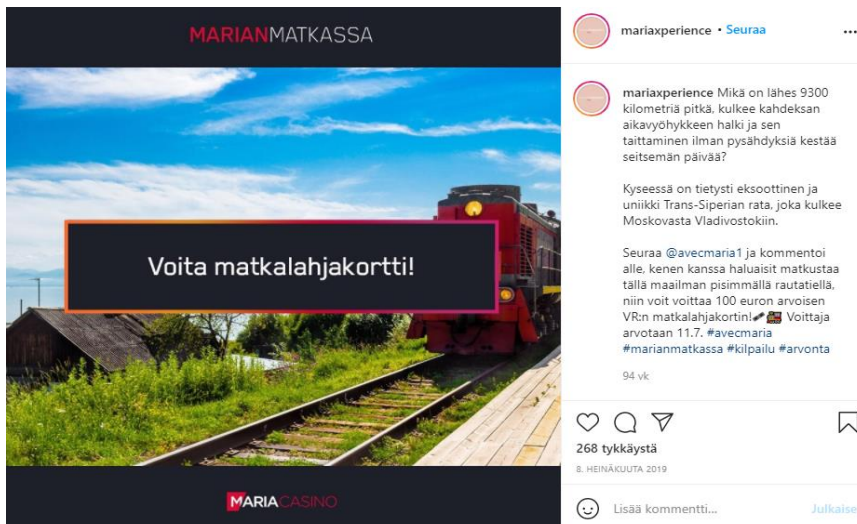 MARIANMATKASSA
Voita matkalahjakortti!
MARIACASINO
mariaxperience • Seuraa
mariaxperience Mikä on lähes 9300
kilometriä pitkä, kulkee kahdeksan
aikavyöhykkeen halki ja sen
taittaminen ilman pysähdyksiä kestää
seitsemän päivää?
Kyseessä on tietysti eksoottinen ja
uniikki Trans-Siperian rata, joka kulkee
Moskovasta Vladivostokiin.
Seuraa @avecmaria1 ja kommentoi
alle, kenen kanssa haluaisit matkustaa
tällä maailman pisimmällä rautatiellä,
niin voit voittaa 100 euron arvoisen
VR:n matkalahjakortin! Voittaja
arvotaan 11.7. #avecmaria
#marianmatkassa #kilpailu #arvonta
94 vk
268 tykkäystä
8. HEINÄKUUTA 2019
Lisää kommentti...
Julkaise